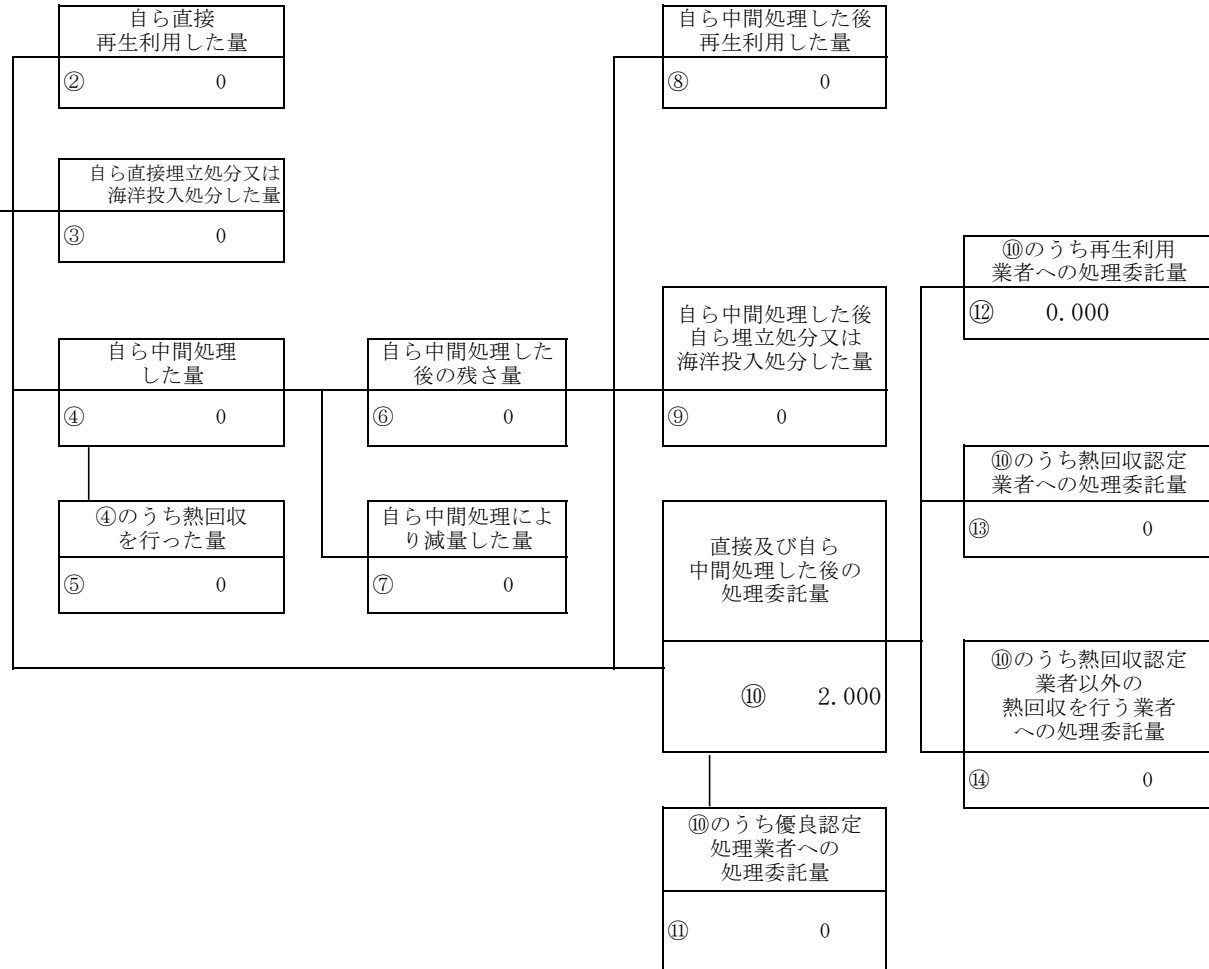 自ら直接
再生利用した量
② 0
自ら中間処理した後
再生利用した量
⑧ 0
自ら直接埋立処分又は
海洋投入処分した量
③ 0
⑩のうち再生利用
業者への処理委託量
⑫ 0.000
自ら中間処理
した量
④ 0
自ら中間処理した
後の残さ量
⑥ 0
自ら中間処理した後
自ら埋立処分又は
海洋投入処分した量
⑨ 0
⑩のうち熱回収認定
業者への処理委託量
⑬ 0
④のうち熱回収
を行った量
⑤ 0
自ら中間処理によ
り減量した量
⑦ 0
直接及び自ら
中間処理した後の
処理委託量
⑩ 2.000
⑩のうち熱回収認定
業者以外の
熱回収を行う業者
への処理委託量
⑭ 0
⑩のうち優良認定
処理業者への
処理委託量
⑪ 0